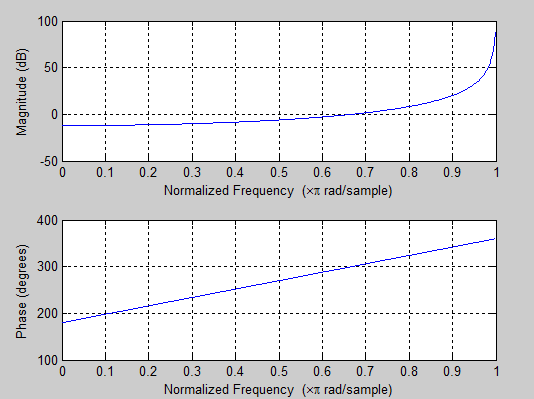 Magnitude (dB)
100
50
0
-50
0 0.1 0.2 0.3 0.4 0.5 0.6 0.7 0.8 0.9 1
Normalized Frequency (×π rad/sample)
Phase (degrees)
400
300
200
100
0 0.1 0.2 0.3 0.4 0.5 0.6 0.7 0.8 0.9 1
Normalized Frequency (×π rad/sample)